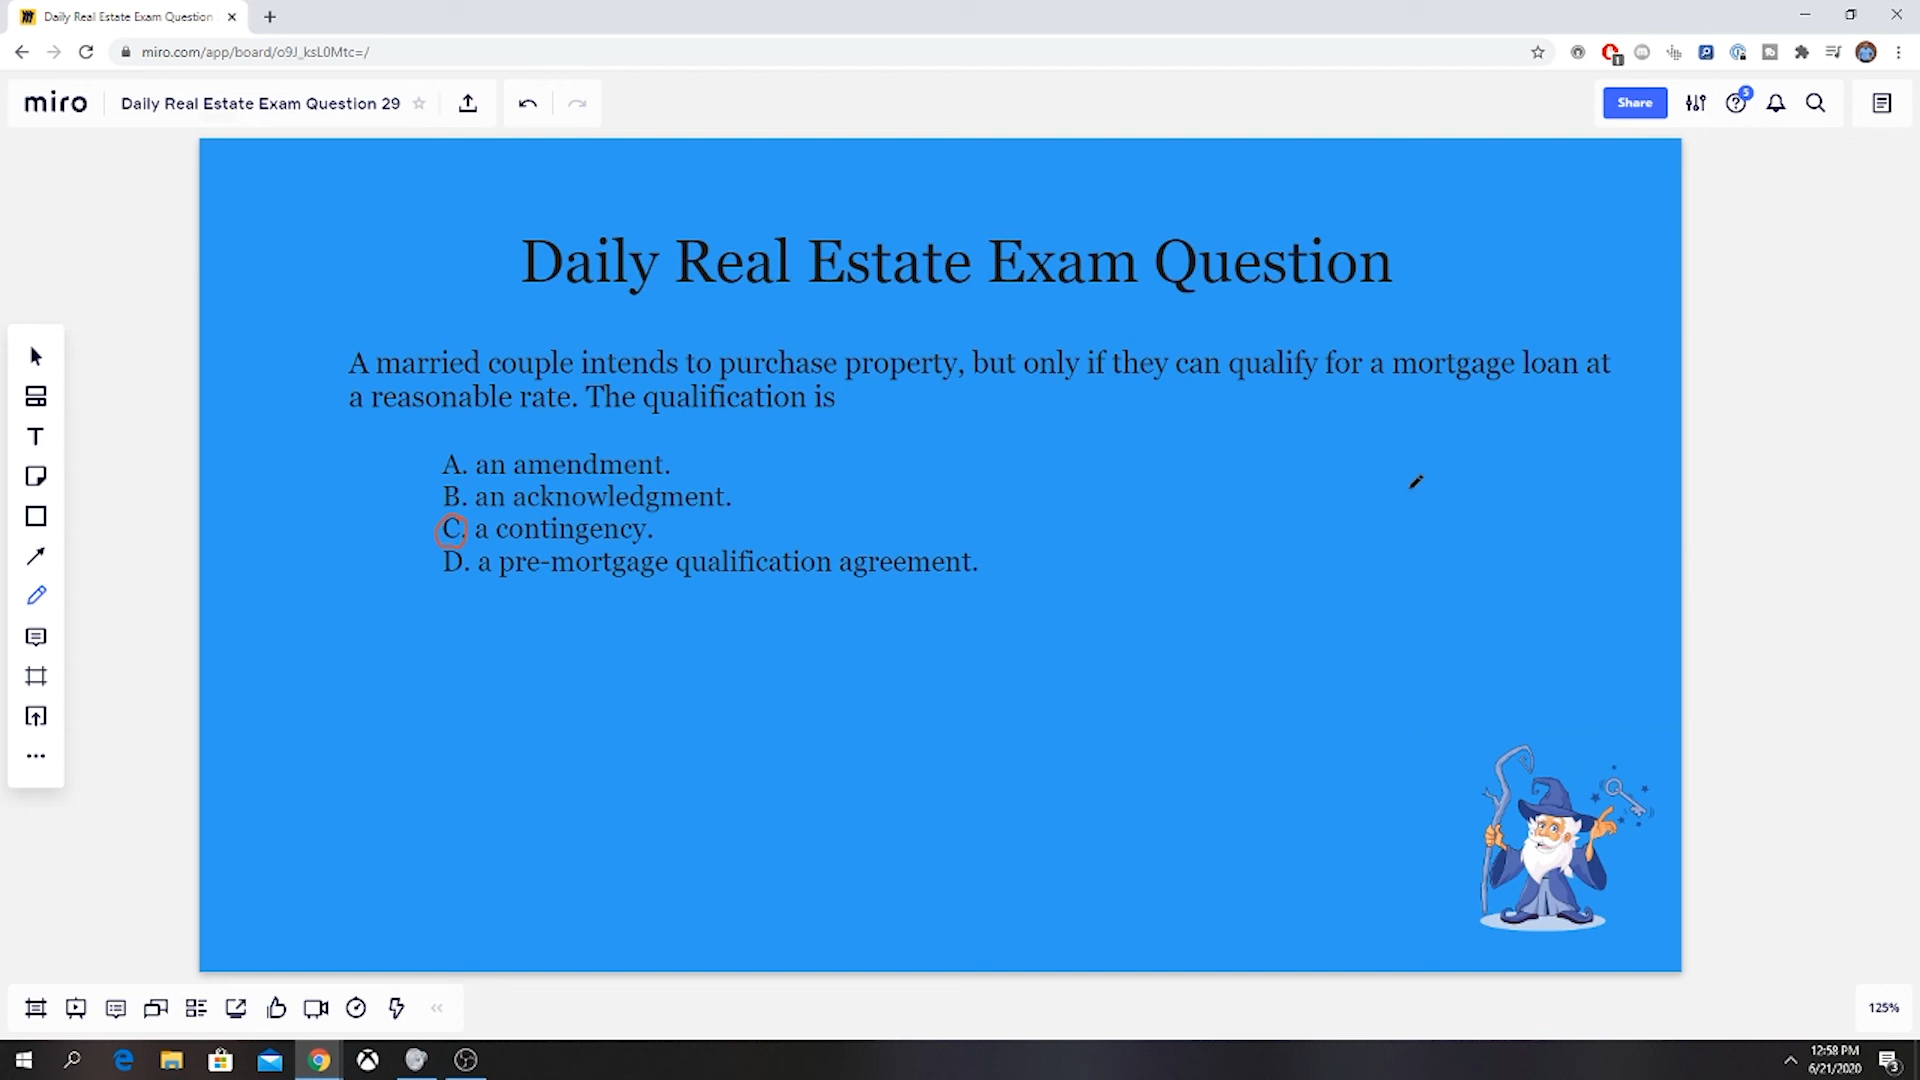 Daily Real Estate Exam Question
miro.com/app/board/o9J_ksL0Mtc=/
miro
Daily Real Estate Exam Question 29
Share
5
Daily Real Estate Exam Question
A married couple intends to purchase property, but only if they can qualify for a mortgage loan at
a reasonable rate. The qualification is
A. an amendment.
B. an acknowledgment.
C. a contingency.
D. a pre-mortgage qualification agreement.
125%
12:58 PM
6/21/2020
3